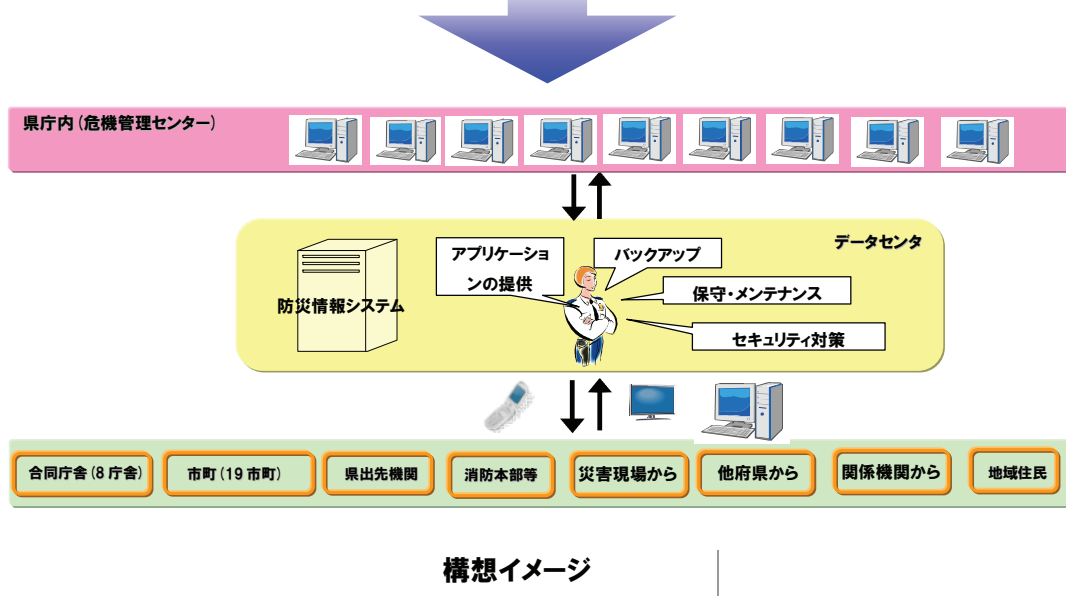 県庁内（危機管理センター）
データセンタ
アプリケーショ
ンの提供
バックアップ
保守・メンテナンス
セキュリティ対策
防災情報システム
合同庁舎（8 庁舎）
市町（19 市町）
県出先機関
消防本部等
災害現場から
他府県から
関係機関から
地域住民
構想イメージ